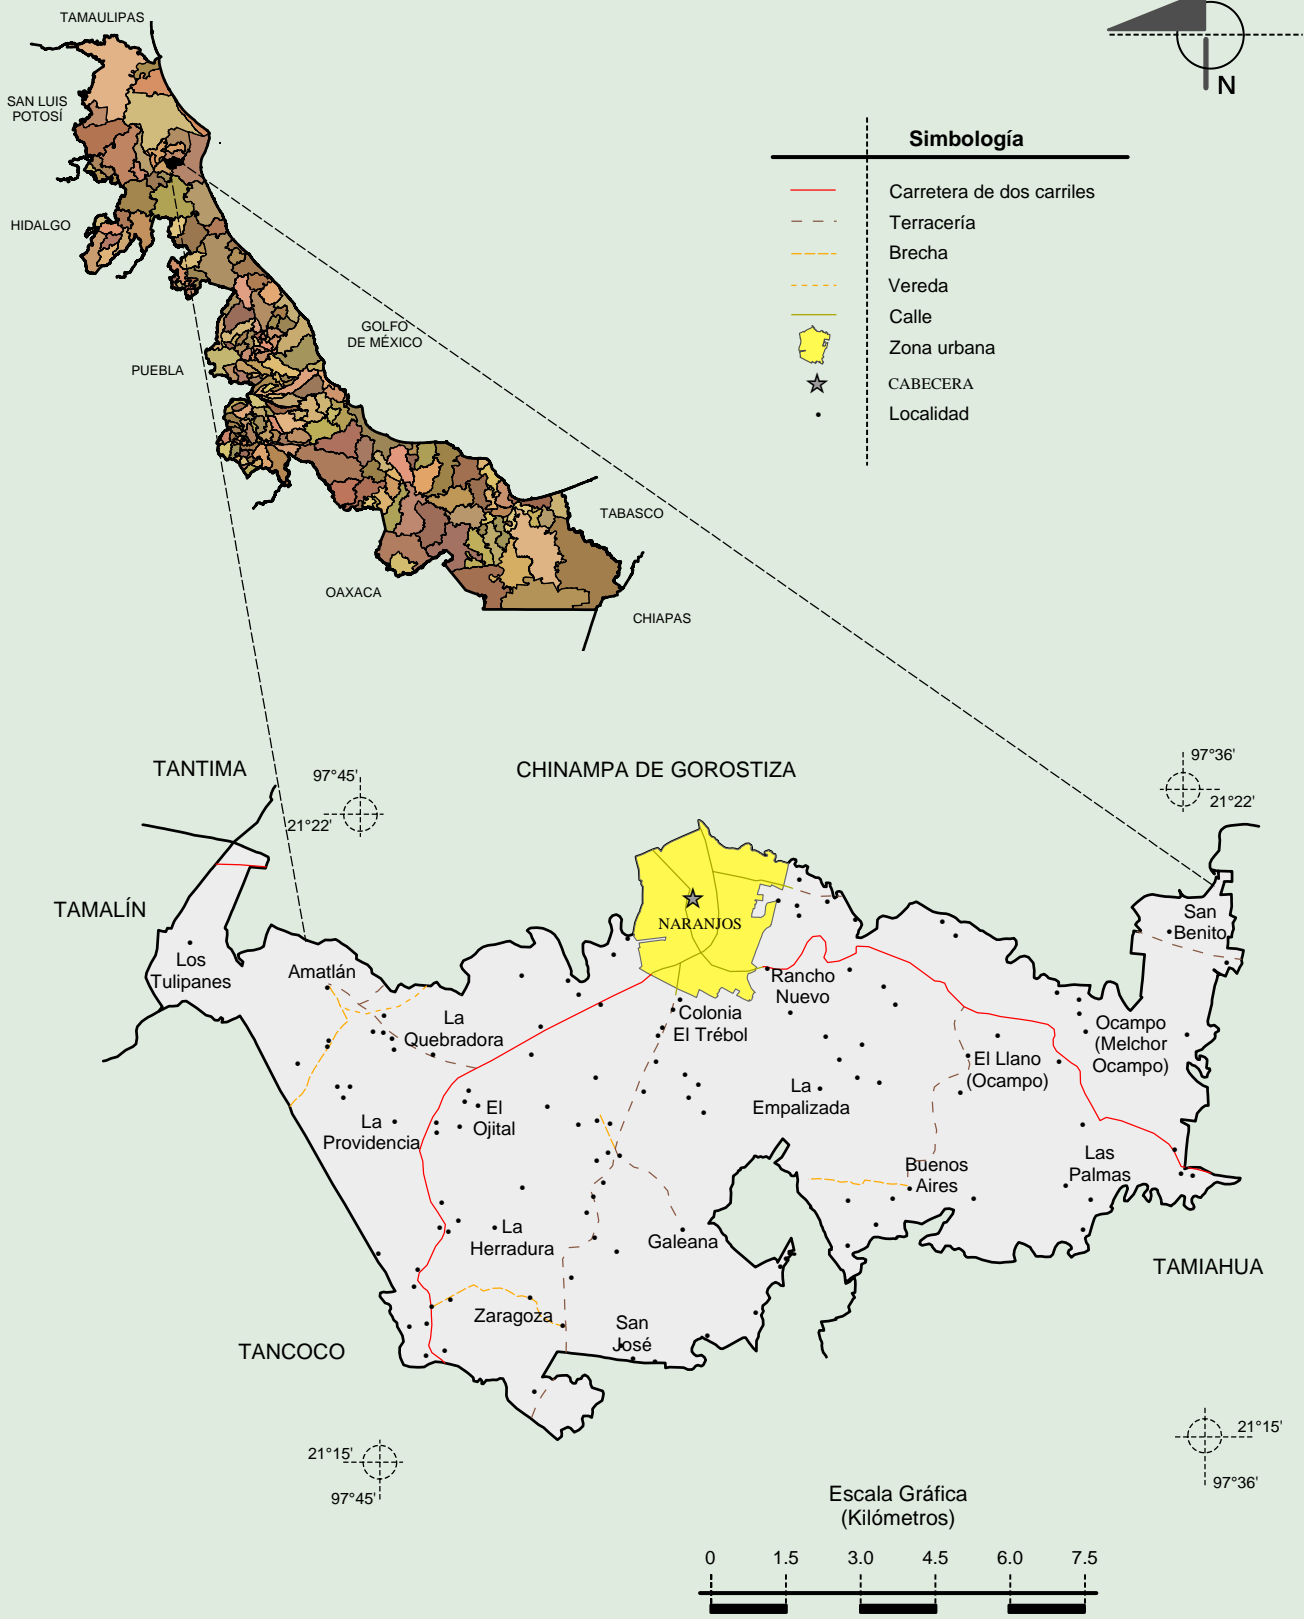 TAMAULIPAS
SAN LUIS
POTOSÍ
HIDALGO
GOLFO
DE MÉXICO
PUEBLA
TABASCO
OAXACA
CHIAPAS
N
Simbología
Carretera de dos carriles
Terracería
Brecha
Vereda
Calle
Zona urbana
CABECERA
Localidad
TANTIMA
97°45'
21°22'
CHINAMPA DE GOROSTIZA
97°36'
21°22'
TAMALÍN
Los
Tulipanes
Amatlán
NARANJOS
San
Benito
Rancho
Nuevo
La
Quebradora
Colonia
El Trébol
Ocampo
(Melchor
Ocampo)
El Llano
(Ocampo)
La
Empalizada
El
Ojital
La
Providencia
Buenos
Aires
Las
Palmas
La
Herradura
Galeana
TAMIAHUA
Zaragoza
San
José
TANCOCO
21°15'
97°45'
21°15'
97°36'
Escala Gráfica
(Kilómetros)
0 1.5 3.0 4.5 6.0 7.5